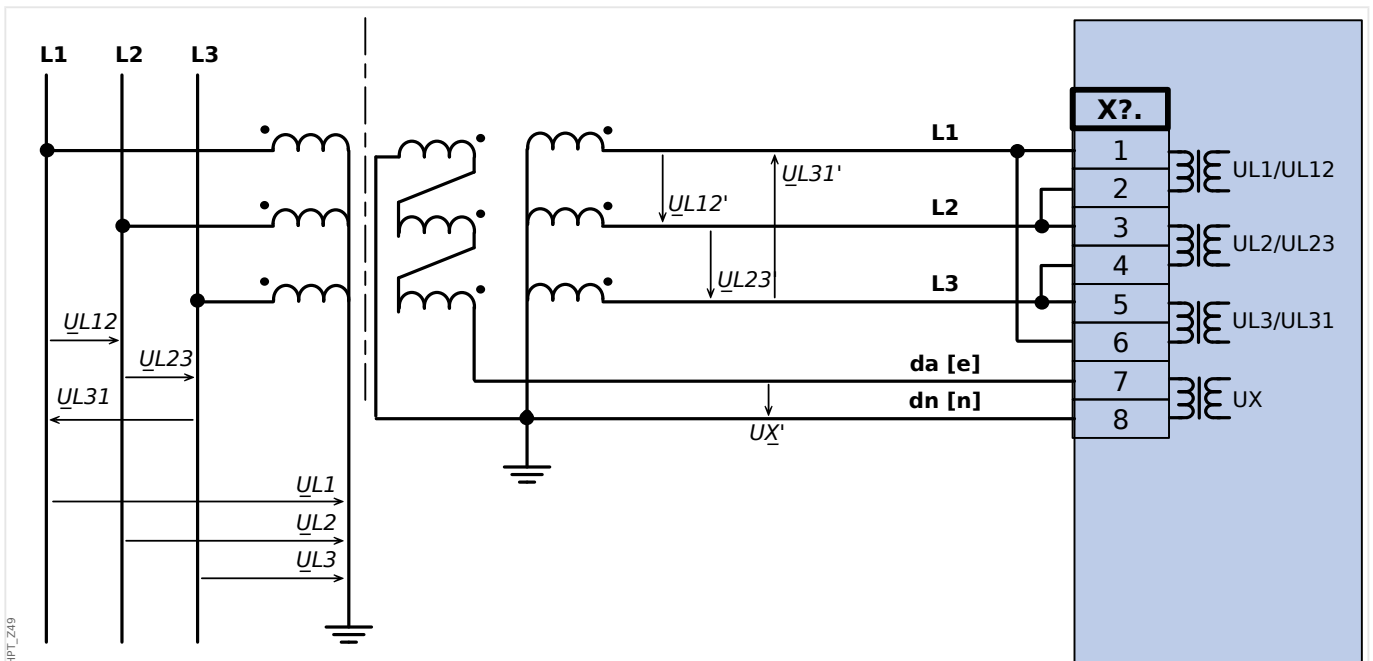 L1 L2 L3
X?.
L1
1
UL31'
UL1/UL12
2
UL12'
L2
3
UL2/UL23
4
UL23'
L3
5
UL3/UL31
6
UL12
UL23
UL31
da [e]
7
dn [n]
UX
8
UX'
UL1
UL2
UL3
HPT_Z49